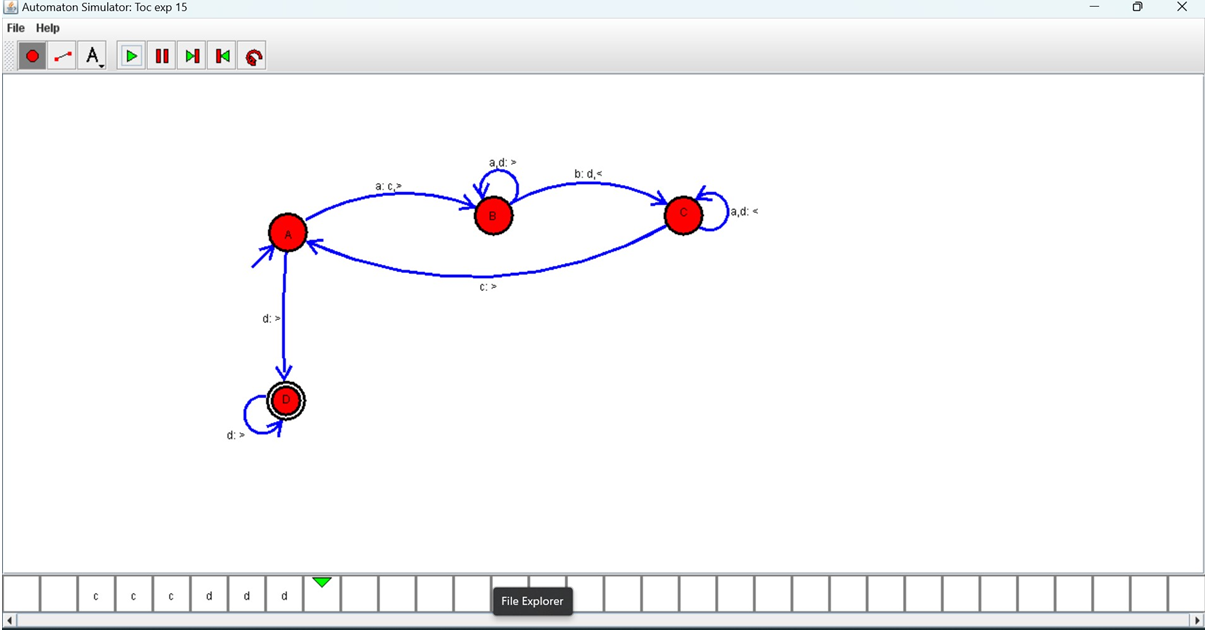 Automaton Simulator: Toc exp 15
File Help
A
a,d: >
b: d,<
a: c,>
B
C
a,d: <
A
c: >
d: >
D
d: >
c c c d d d
File Explorer